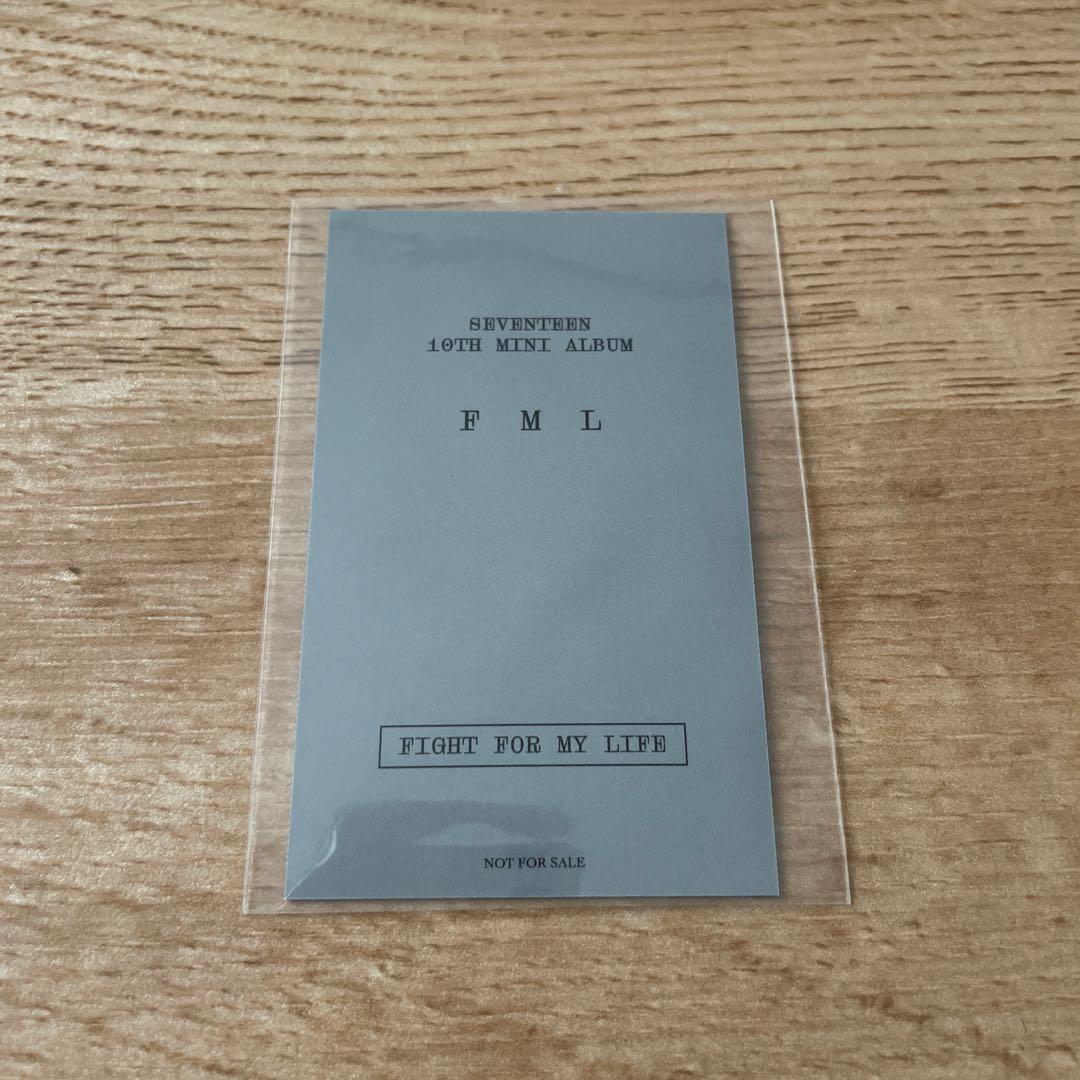 SEVENTEEN
10TH MINI ALBUM
F M L
FIGHT FOR MY LIFE
NOT FOR SALE